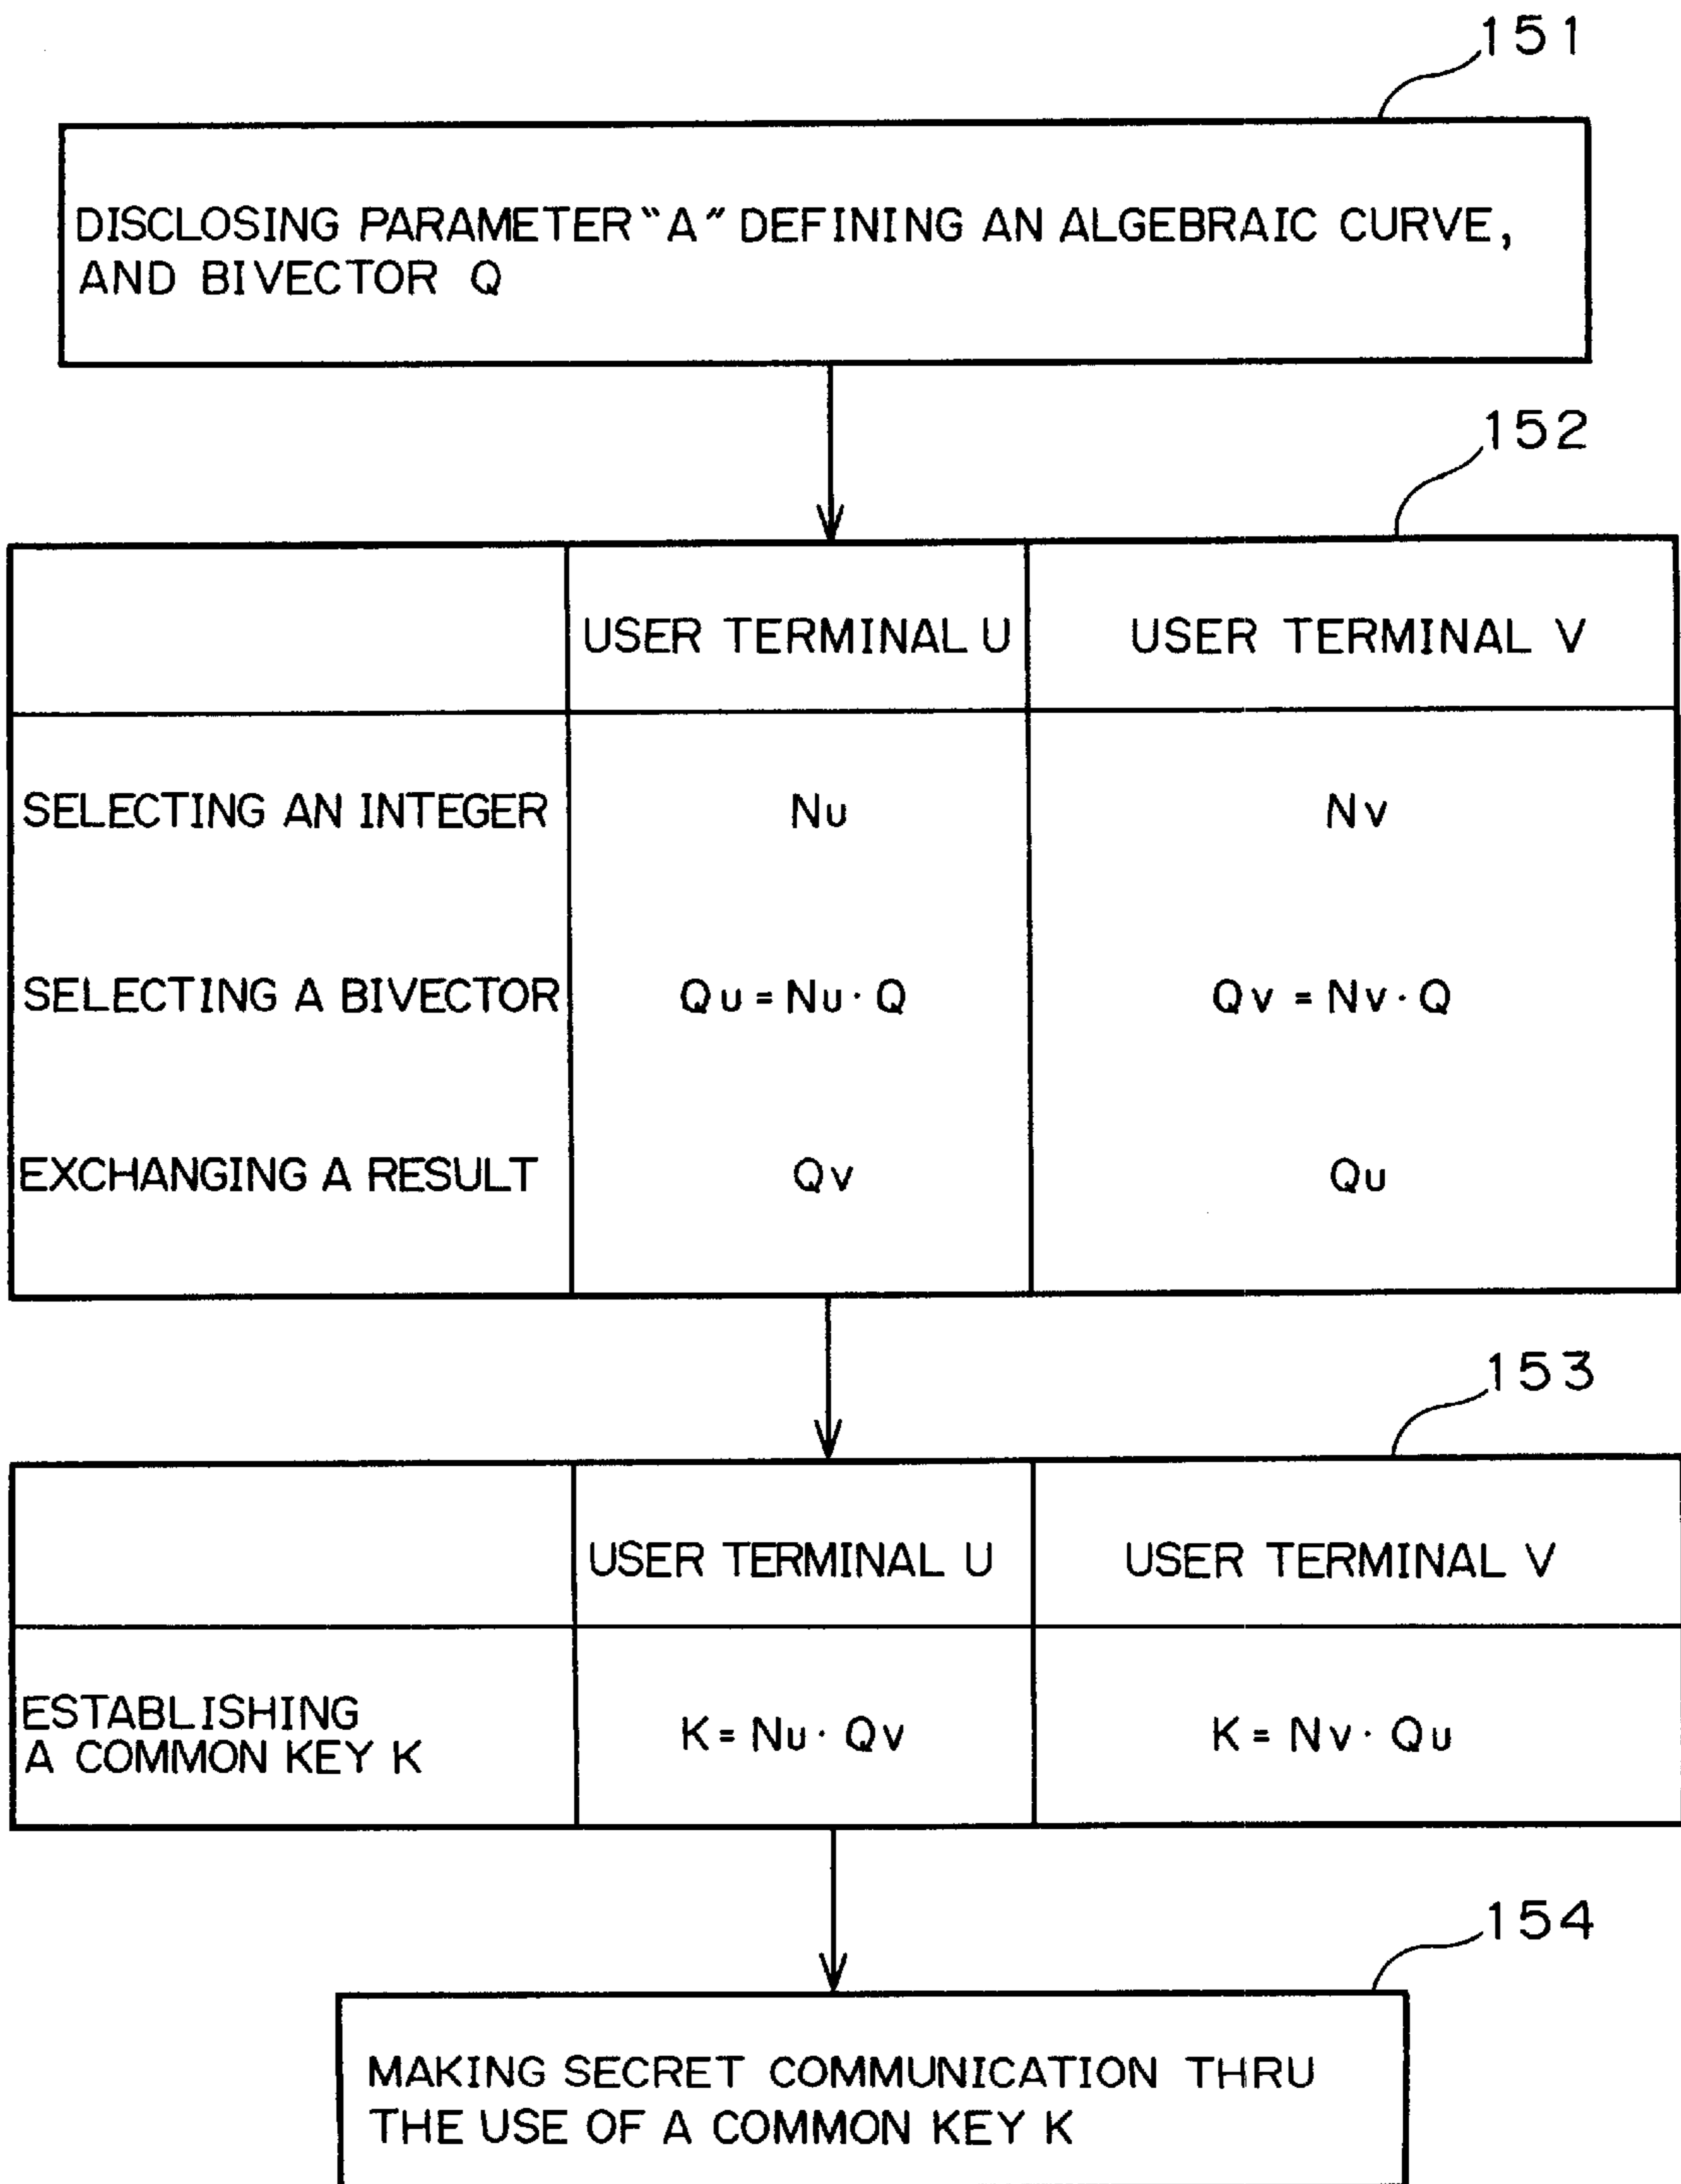 151
DISCLOSING PARAMETER "A" DEFINING AN ALGEBRAIC CURVE,
AND BIVECTOR Q
152
USER TERMINAL U USER TERMINAL V
SELECTING AN INTEGER Nu Nv
SELECTING A BIVECTOR Qu = Nu · Q Qv = Nv · Q
EXCHANGING A RESULT Qv Qu
153
USER TERMINAL U USER TERMINAL V
ESTABLISHING
A COMMON KEY K K = Nu · Qv K = Nv · Qu
154
MAKING SECRET COMMUNICATION THRU
THE USE OF A COMMON KEY K